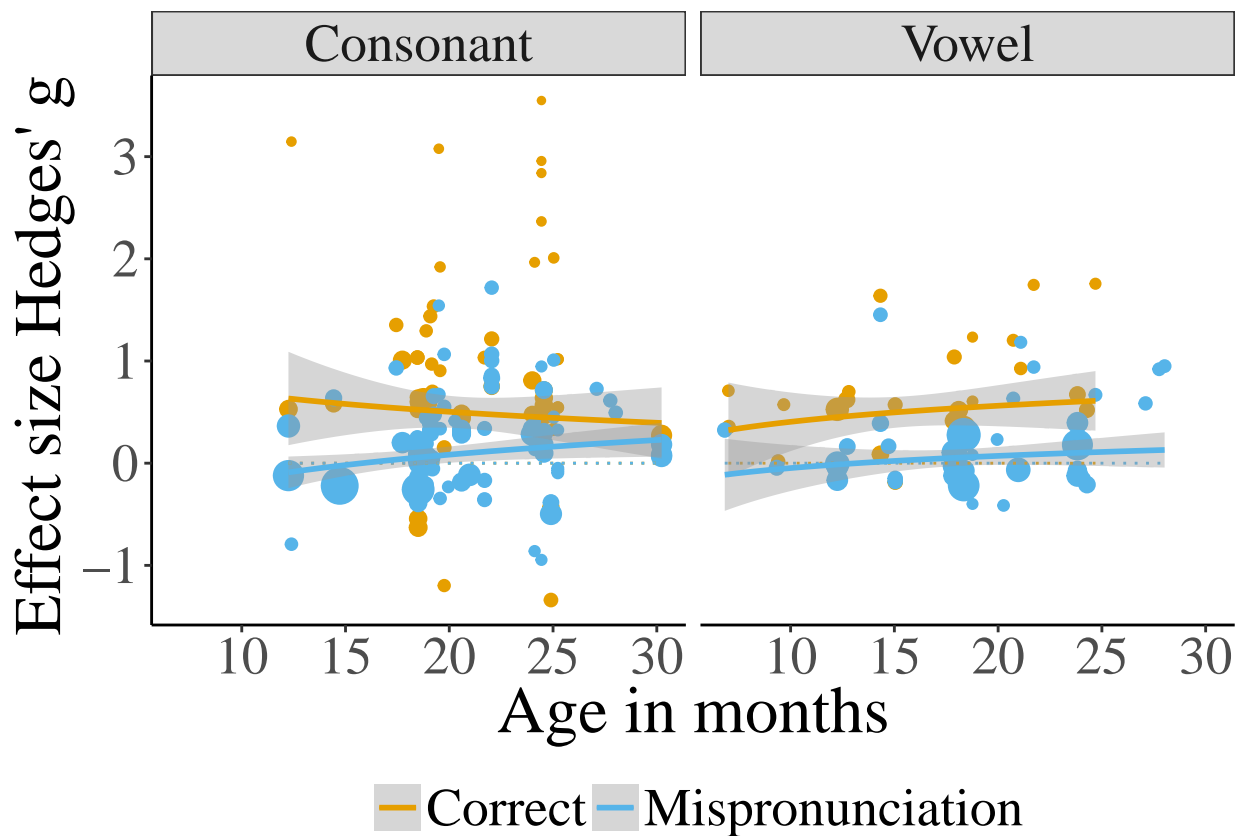 Consonant
Vowel
Effect size Hedges' g
3
2
1
0
−1
10 15 20 25 30
10 15 20 25 30
Age in months
Correct
Mispronunciation